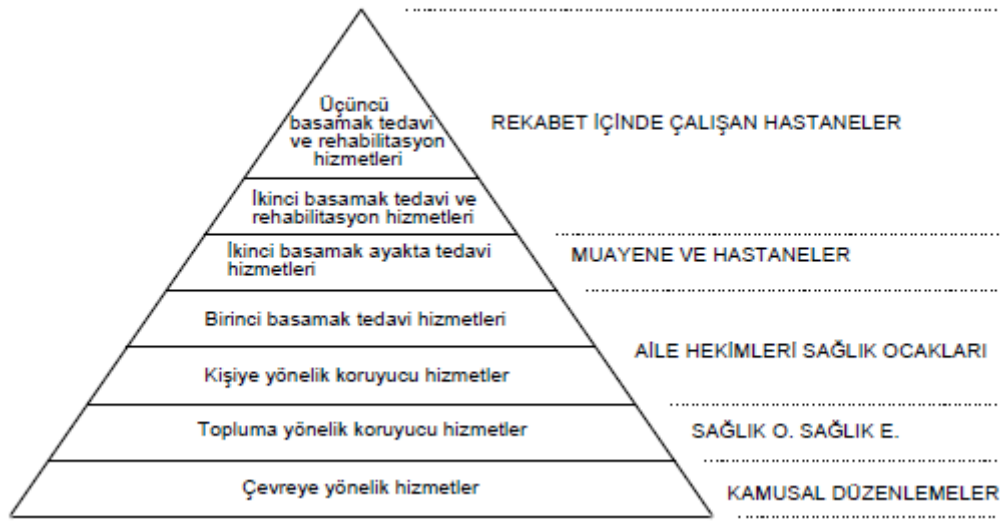 Üçüncü
basamak tedavi
ve rehabilitasyon
hizmetleri
REKABET İÇİNDE ÇALIŞAN HASTANELER
İkinci basamak tedavi ve
rehabilitasyon hizmetleri
İkinci basamak ayakta tedavi
hizmetleri
MUAYENE VE HASTANELER
Birinci basamak tedavi hizmetleri
AİLE HEKİMLERİ SAĞLIK OCAKLARI
Kişiye yönelik koruyucu hizmetler
Topluma yönelik koruyucu hizmetler
SAĞLIK O. SAĞLIK E.
Çevreye yönelik hizmetler
KAMUSAL DÜZENLEMELER